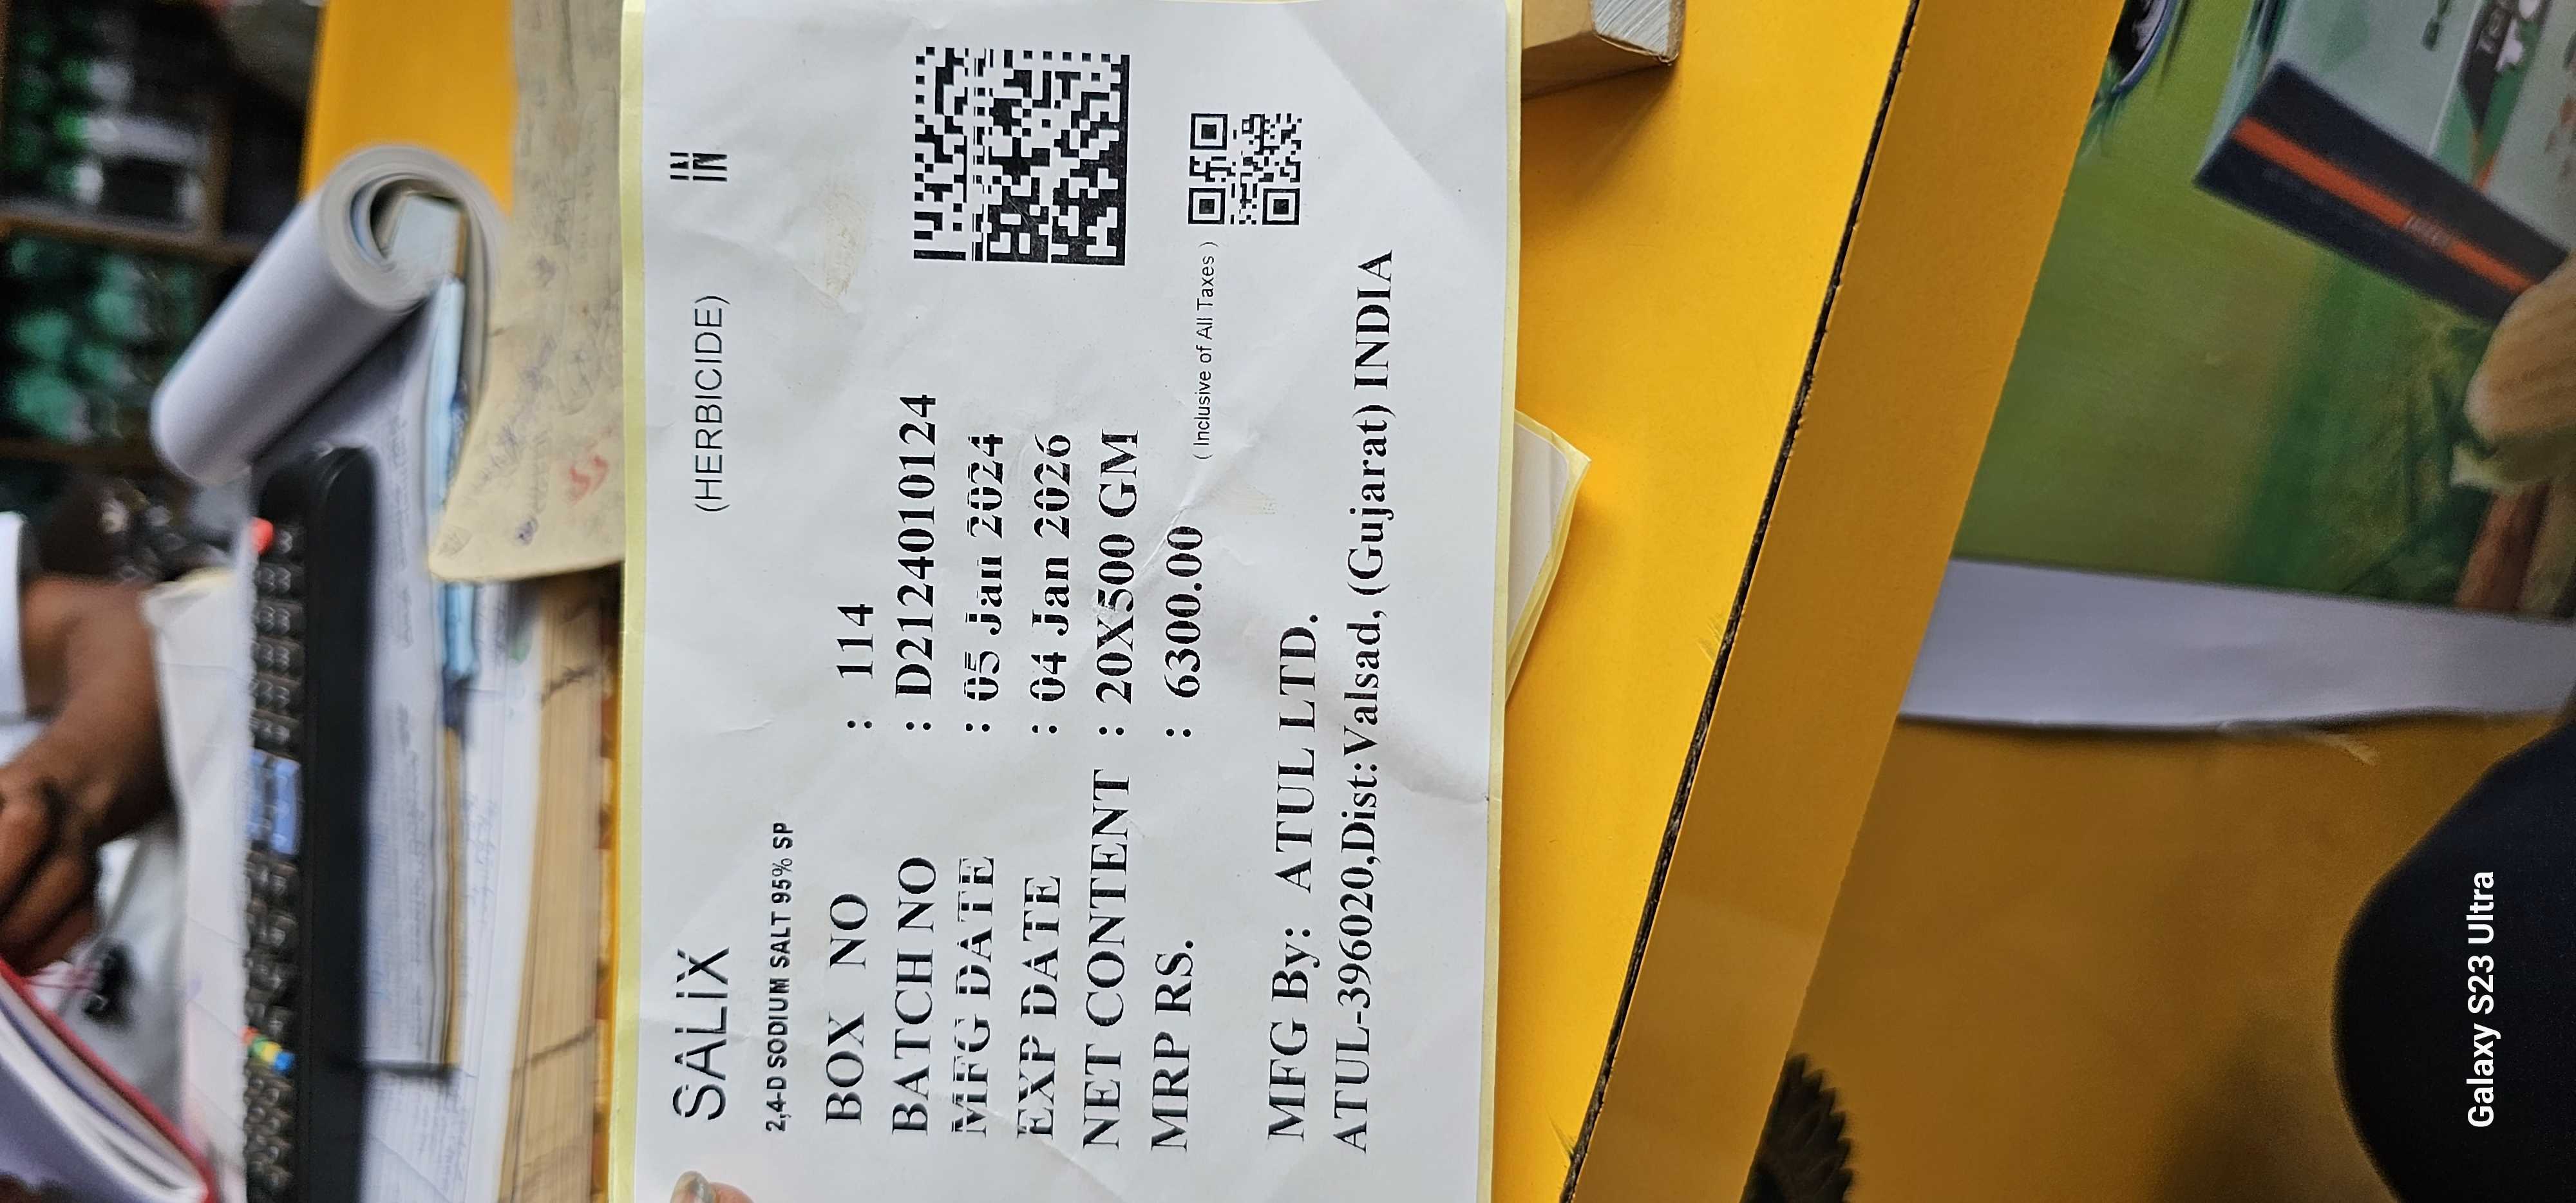 SALIX (HERBICIDE) IN
2,4-D SODIUM SALT 95% SP
BOX NO : 114
BATCH NO : D2124010124
MFG DATE : 05 Jan 2024
EXP DATE : 04 Jan 2026
NET CONTENT : 20X500 GM
MRP RS. : 6300.00 ( Inclusive of All Taxes )
MFG By: ATUL LTD.
ATUL-396020,Dist:Valsad, (Gujarat) INDIA
Galaxy S23 Ultra